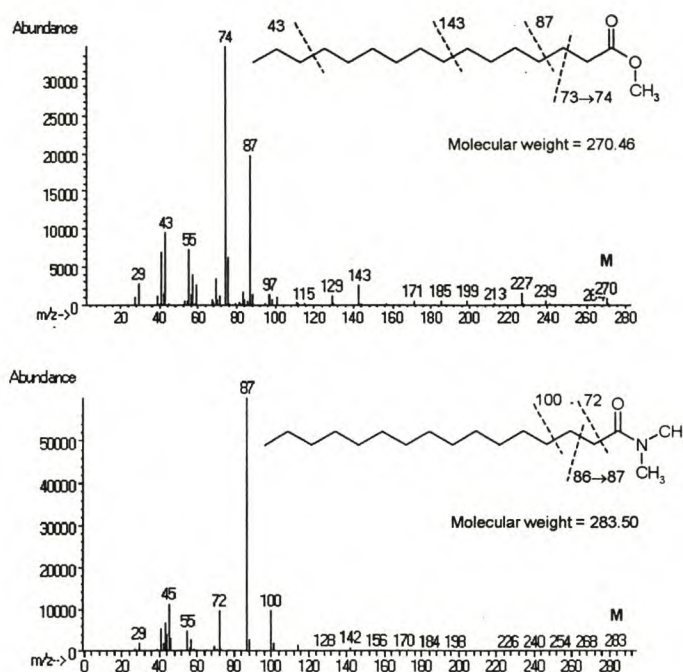 Abundance
74
43
143
87
O
O
CH3
73→74
Molecular weight = 270.46
30000
25000
20000
15000
10000
5000
0
87
43
55
29
97
115
129
143
171
185
199
213
227
239
270
M
m/z->
20 40 60 80 100 120 140 160 180 200 220 240 260 280
Abundance
87
100 - 72
O
N
CH
CH3
86→87
Molecular weight = 283.50
50000
40000
30000
20000
10000
0
45
55
29
72
100
128 142 156 170 184 198 226 240 254 268 283
M
m/z->
0 20 40 60 80 100 120 140 160 180 200 220 240 260 280